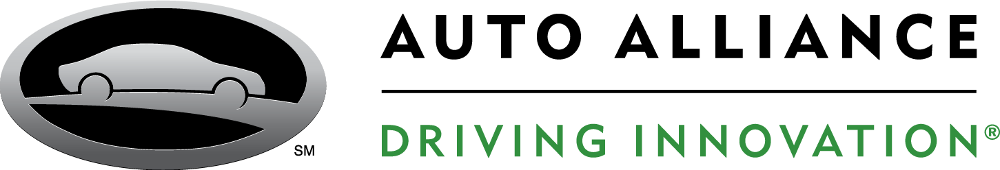 AUTO ALLIANCE
DRIVING INNOVATION®
SM